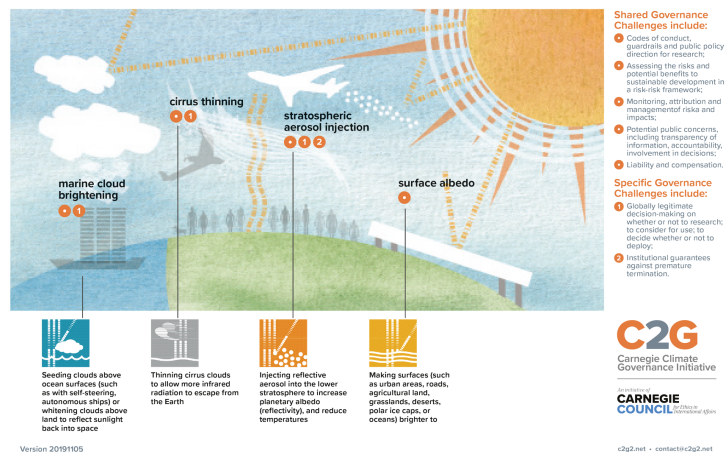 cirrus thinning
1
stratospheric
aerosol injection
1 2
marine cloud
brightening
1
surface albedo
Seeding clouds above
ocean surfaces (such
as with self-steering,
autonomous ships) or
whitening clouds above
land to reflect sunlight
back into space
Thinning cirrus clouds
to allow more infrared
radiation to escape from
the Earth
Injecting reflective
aerosol into the lower
stratosphere to increase
planetary albedo
(reflectivity), and reduce
temperatures
Making surfaces (such
as urban areas, roads,
agricultural land,
grasslands, deserts,
polar ice caps, or
oceans) brighter to
Shared Governance
Challenges include:
Codes of conduct,
guardrails and public policy
direction for research;
Assessing the risks and
potential benefits to
sustainable development in
a risk-risk framework;
Monitoring, attribution and
managementof risks and
impacts;
Potential public concerns,
including transparency of
information, accountability,
involvement in decisions;
Liability and compensation.
Specific Governance
Challenges include:
1 Globally legitimate
decision-making on
whether or not to research;
to consider for use; to
decide whether or not to
deploy;
2 Institutional guarantees
against premature
termination.
C2G
Carnegie Climate
Governance Initiative
An initiative of
CARNEGIE
COUNCIL for Ethics in
International Affairs
Version 20191105
c2g2.net • contact@c2g2.net